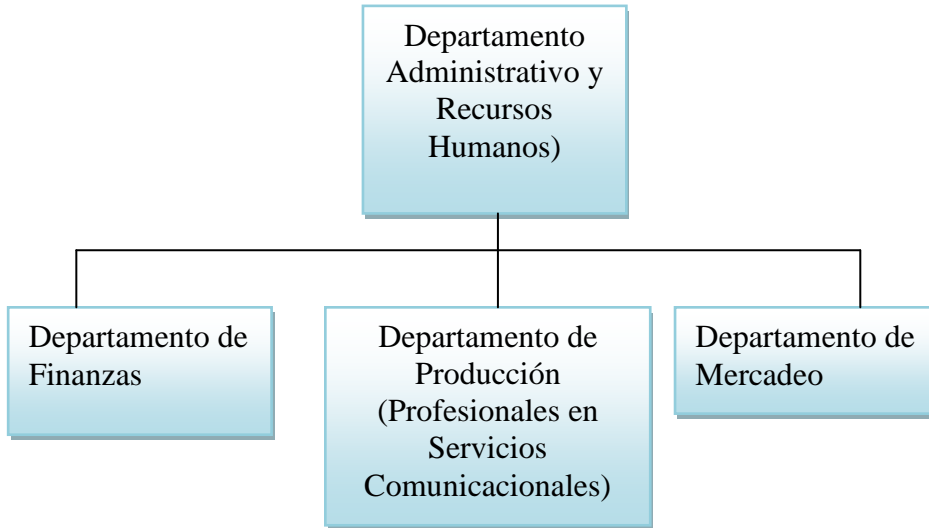 Departamento
Administrativo y
Recursos
Humanos)
Departamento de
Finanzas
Departamento de
Producción
(Profesionales en
Servicios
Comunicacionales)
Departamento de
Mercadeo